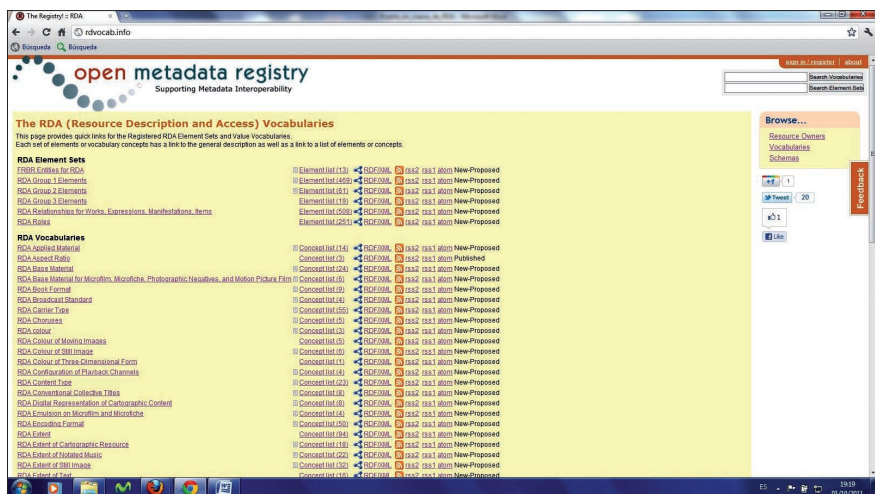 The Registry! :: RDA
rdvocab.info
Búsqueda Búsqueda
sign in / register about
open metadata registry
Supporting Metadata Interoperability
Search Vocabularies
Search Element Sets
The RDA (Resource Description and Access) Vocabularies
This page provides quick links for the Registered RDA Element Sets and Value Vocabularies.
Each set of elements or vocabulary concepts has a link to the general description as well as a link to a list of elements or concepts.
RDA Element Sets
FRBR Entities for RDA Element list (13) RDF/XML rss2 rss1 atom New-Proposed
RDA Group 1 Elements Element list (469) RDF/XML rss2 rss1 atom New-Proposed
RDA Group 2 Elements Element list (61) RDF/XML rss2 rss1 atom New-Proposed
RDA Group 3 Elements Element list (19) RDF/XML rss2 rss1 atom New-Proposed
RDA Relationships for Works, Expressions, Manifestations, Items Element list (508) RDF/XML rss2 rss1 atom New-Proposed
RDA Roles Element list (251) RDF/XML rss2 rss1 atom New-Proposed
RDA Vocabularies
RDA Applied Material Concept list (14) RDF/XML rss2 rss1 atom New-Proposed
RDA Aspect Ratio Concept list (3) RDF/XML rss2 rss1 atom Published
RDA Base Material Concept list (24) RDF/XML rss2 rss1 atom New-Proposed
RDA Base Material for Microfilm, Microfiche, Photographic Negatives, and Motion Picture Film Concept list (6) RDF/XML rss2 rss1 atom New-Proposed
RDA Book Format Concept list (9) RDF/XML rss2 rss1 atom New-Proposed
RDA Broadcast Standard Concept list (4) RDF/XML rss2 rss1 atom New-Proposed
RDA Carrier Type Concept list (55) RDF/XML rss2 rss1 atom New-Proposed
RDA Choruses Concept list (5) RDF/XML rss2 rss1 atom New-Proposed
RDA colour Concept list (3) RDF/XML rss2 rss1 atom New-Proposed
RDA Colour of Moving Images Concept list (5) RDF/XML rss2 rss1 atom New-Proposed
RDA Colour of Still Image Concept list (6) RDF/XML rss2 rss1 atom New-Proposed
RDA Colour of Three-Dimensional Form Concept list (1) RDF/XML rss2 rss1 atom New-Proposed
RDA Configuration of Playback Channels Concept list (4) RDF/XML rss2 rss1 atom New-Proposed
RDA Content Type Concept list (23) RDF/XML rss2 rss1 atom New-Proposed
RDA Conventional Collective Titles Concept list (8) RDF/XML rss2 rss1 atom New-Proposed
RDA Digital Representation of Cartographic Content Concept list (8) RDF/XML rss2 rss1 atom New-Proposed
RDA Emulsion on Microfilm and Microfiche Concept list (4) RDF/XML rss2 rss1 atom New-Proposed
RDA Encoding Format Concept list (50) RDF/XML rss2 rss1 atom New-Proposed
RDA Extent Concept list (94) RDF/XML rss2 rss1 atom New-Proposed
RDA Extent of Cartographic Resource Concept list (18) RDF/XML rss2 rss1 atom New-Proposed
RDA Extent of Notated Music Concept list (22) RDF/XML rss2 rss1 atom New-Proposed
RDA Extent of Still Image Concept list (32) RDF/XML rss2 rss1 atom New-Proposed
RDA Extent of Text Concept list (16) RDF/XML rss2 rss1 atom New-Proposed
Browse...
Resource Owners
Vocabularies
Schemas
Feedback
+1 1
Tweet 20
1
Like
ES 19:19
01/10/2011